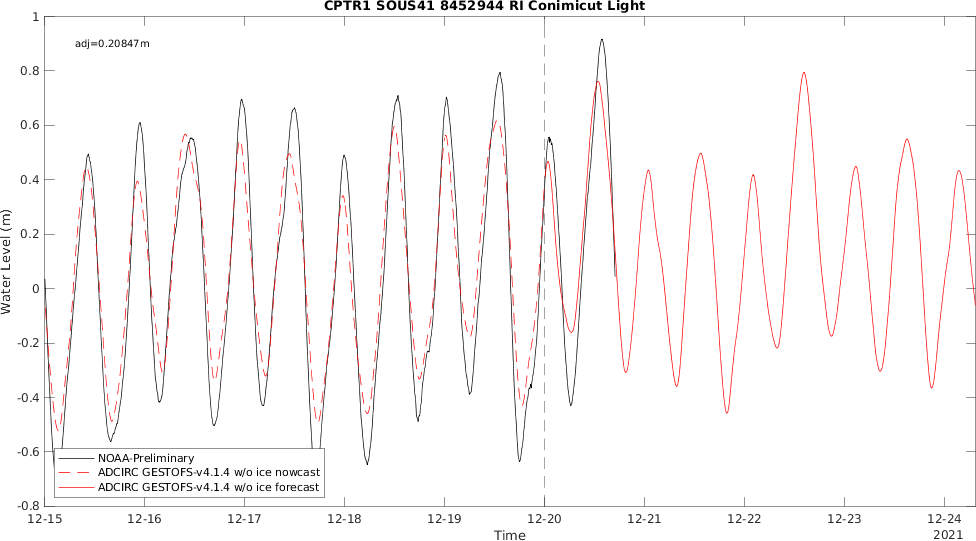 CPTR1 SOUS41 8452944 RI Conimicut Light
adj=0.20847m
1
0.8
0.6
0.4
0.2
0
-0.2
-0.4
-0.6
-0.8
Water Level (m)
NOAA-Preliminary
ADCIRC GESTOFS-v4.1.4 w/o ice nowcast
ADCIRC GESTOFS-v4.1.4 w/o ice forecast
12-15 12-16 12-17 12-18 12-19 12-20 12-21 12-22 12-23 12-24
Time
2021